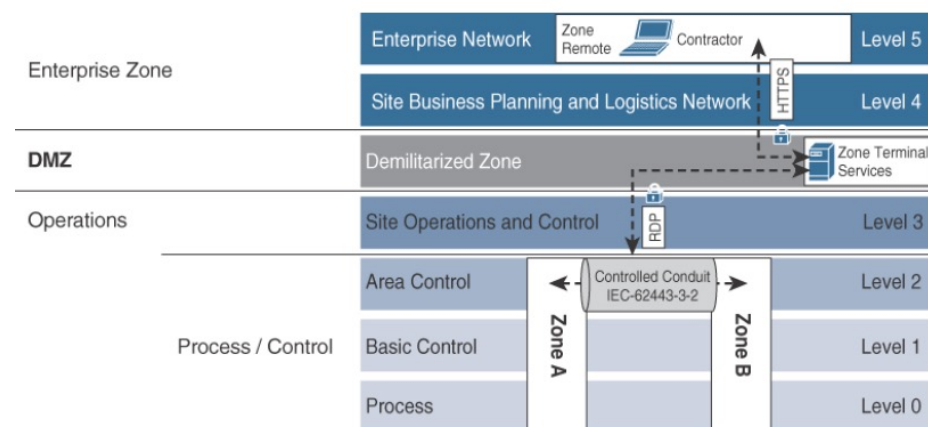 Enterprise Zone
Enterprise Network
Zone
Remote
Contractor
Level 5
Site Business Planning and Logistics Network
HTTPS
Level 4
DMZ
Demilitarized Zone
Zone Terminal
Services
Operations
Site Operations and Control
RDP
Level 3
Process / Control
Area Control
Controlled Conduit
IEC-62443-3-2
Level 2
Zone A
Zone B
Basic Control
Level 1
Process
Level 0